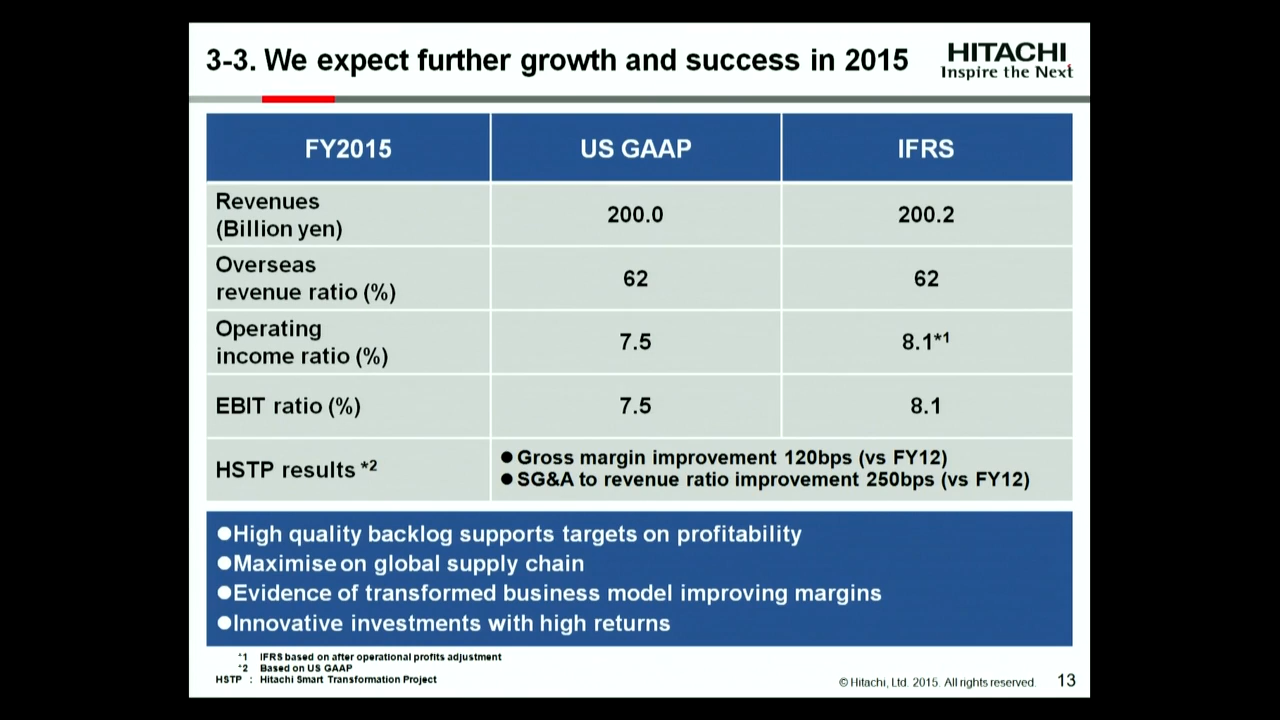 3-3. We expect further growth and success in 2015
HITACHI
Inspire the Next
FY2015
US GAAP
IFRS
Revenues
(Billion yen)
200.0
200.2
Overseas
revenue ratio (%)
62
62
Operating
income ratio (%)
7.5
8.1*1
EBIT ratio (%)
7.5
8.1
HSTP results *2
●Gross margin improvement 120bps (vs FY12)
●SG&A to revenue ratio improvement 250bps (vs FY12)
●High quality backlog supports targets on profitability
●Maximise on global supply chain
●Evidence of transformed business model improving margins
●Innovative investments with high returns
*1 IFRS based on after operational profits adjustment
*2 Based on US GAAP
HSTP : Hitachi Smart Transformation Project
© Hitachi, Ltd. 2015. All rights reserved.
13